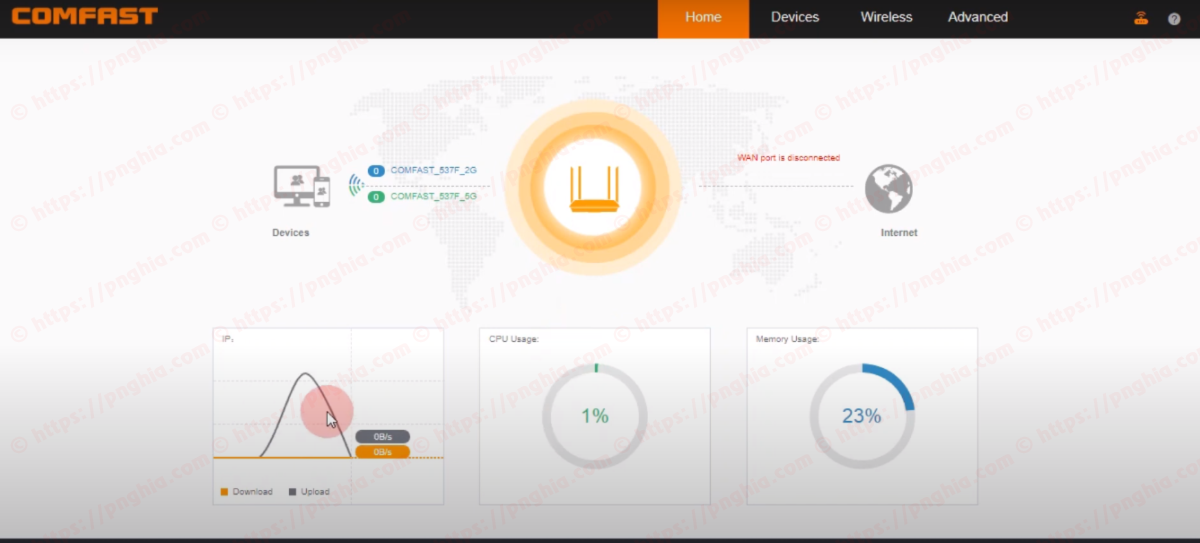 COMFAST
Home
Devices
Wireless
Advanced
?
WAN port is disconnected
0 COMFAST_537F_2G
0 COMFAST_537F_5G
Devices
Internet
IP:
CPU Usage:
Memory Usage:
1%
23%
0B/s
0B/s
Download
Upload
© https://pnghia.com